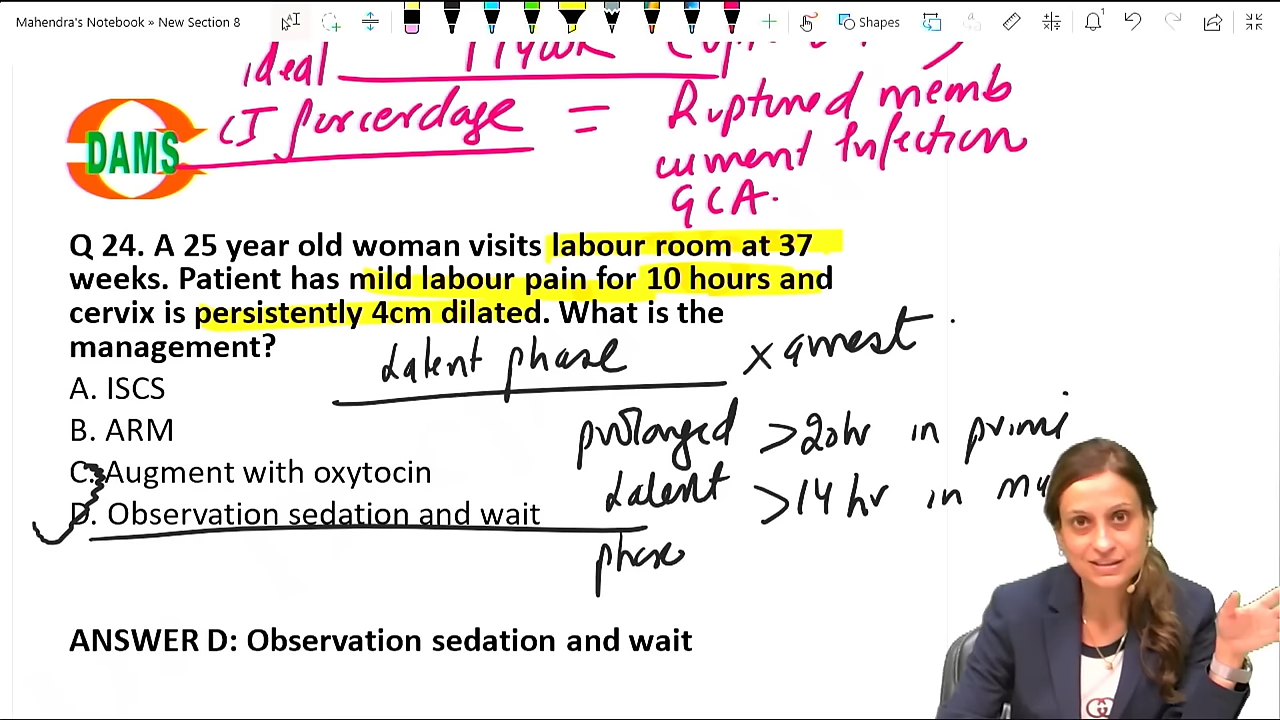 Mahendra's Notebook » New Section 8
Shapes
ideal
CI porcerdage = Ruptured memb
current Infection
GCA.
DAMS
Q 24. A 25 year old woman visits labour room at 37
weeks. Patient has mild labour pain for 10 hours and
cervix is persistently 4cm dilated. What is the
management?
Latent phase x arrest
A. ISCS
B. ARM
prolonged >20hr in primi
C. Augment with oxytocin
Latent >14 hr in mu
D. Observation sedation and wait
phase
ANSWER D: Observation sedation and wait